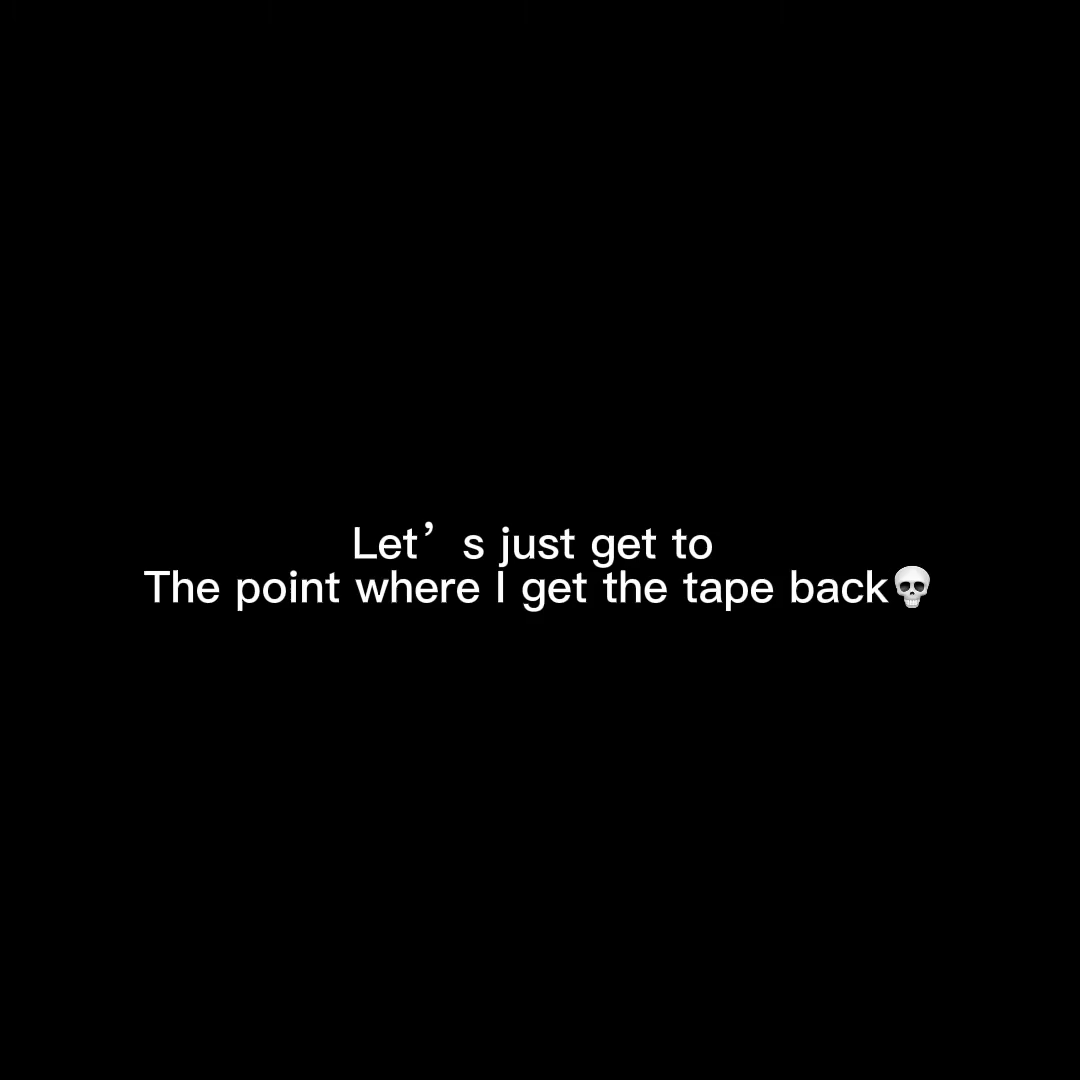 Let’s just get to
The point where I get the tape back💀